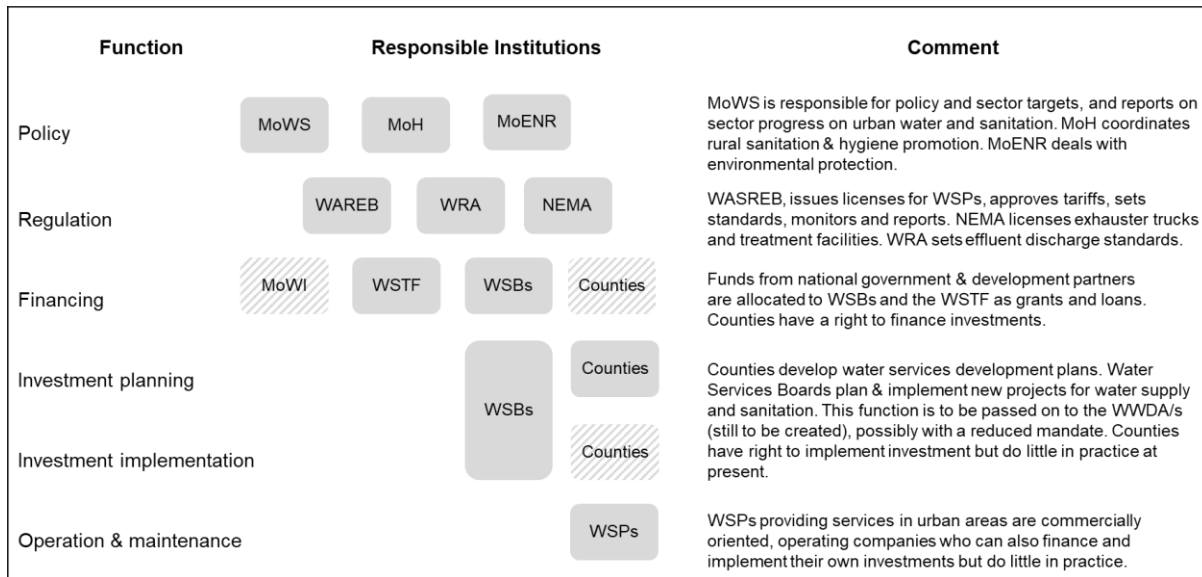 Function
Responsible Institutions
Comment
Policy
MoWS
MoH
MoENR
MoWS is responsible for policy and sector targets, and reports on
sector progress on urban water and sanitation. MoH coordinates
rural sanitation & hygiene promotion. MoENR deals with
environmental protection.
Regulation
WAREB
WRA
NEMA
WASREB, issues licenses for WSPs, approves tariffs, sets
standards, monitors and reports. NEMA licenses exhauster trucks
and treatment facilities. WRA sets effluent discharge standards.
Financing
MoWI
WSTF
WSBs
Counties
Funds from national government & development partners
are allocated to WSBs and the WSTF as grants and loans.
Counties have a right to finance investments.
Investment planning
WSBs
Counties
Investment implementation
Counties
Counties develop water services development plans. Water
Services Boards plan & implement new projects for water supply
and sanitation. This function is to be passed on to the WWDA/s
(still to be created), possibly with a reduced mandate. Counties
have right to implement investment but do little in practice at
present.
Operation & maintenance
WSPs
WSPs providing services in urban areas are commercially
oriented, operating companies who can also finance and
implement their own investments but do little in practice.